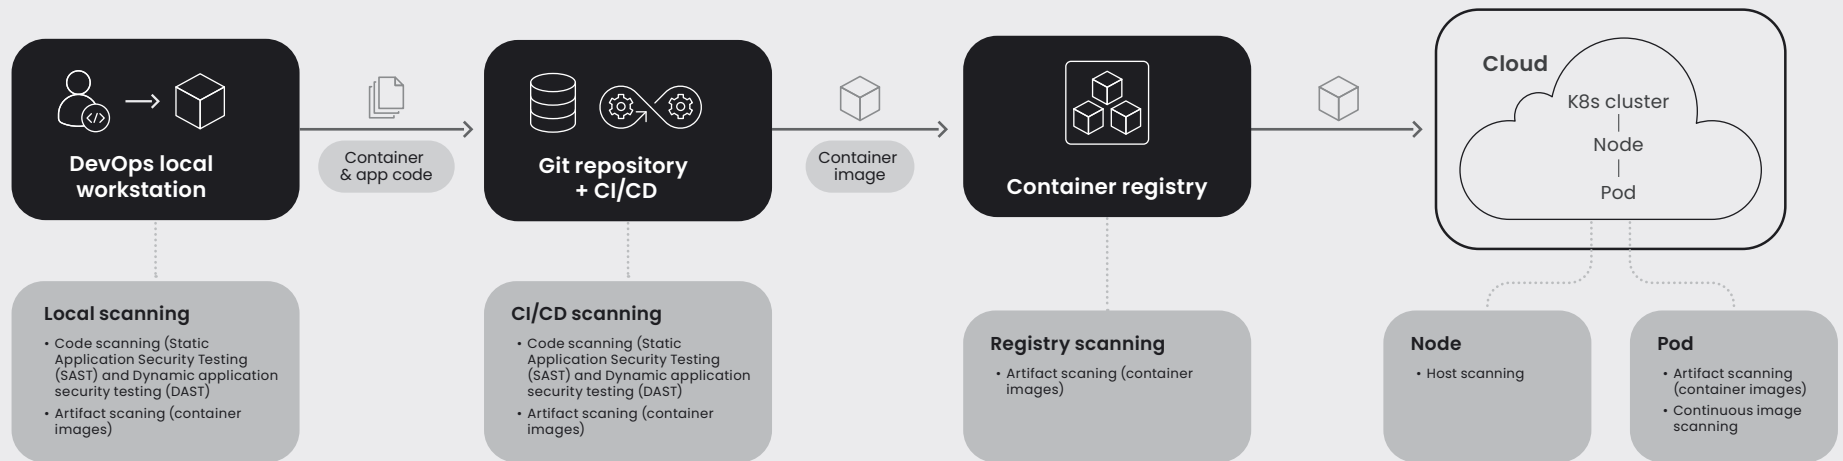 DevOps local
workstation
Container
& app code
Git repository
+ CI/CD
Container
image
Container registry
Cloud
K8s cluster
Node
Pod
Local scanning
• Code scanning (Static
Application Security Testing
(SAST) and Dynamic application
security testing (DAST)
• Artifact scaning (container
images)
CI/CD scanning
• Code scanning (Static
Application Security Testing
(SAST) and Dynamic application
security testing (DAST)
• Artifact scaning (container
images)
Registry scanning
• Artifact scaning (container
images)
Node
• Host scanning
Pod
• Artifact scanning
(container images)
• Continuous image
scanning